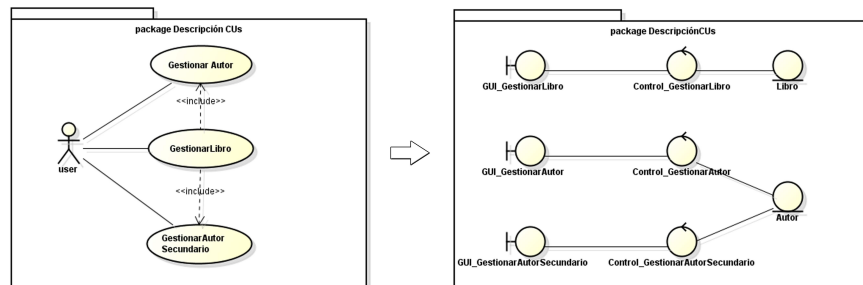 package Descripción CUs
Gestionar Autor
<<include>>
GestionarLibro
user
<<include>>
GestionarAutor
Secundario
package DescripciónCUs
GUI_GestionarLibro
Control_GestionarLibro
Libro
GUI_GestionarAutor
Control_GestionarAutor
Autor
GUI_GestionarAutorSecundario
Control_GestionarAutorSecundario